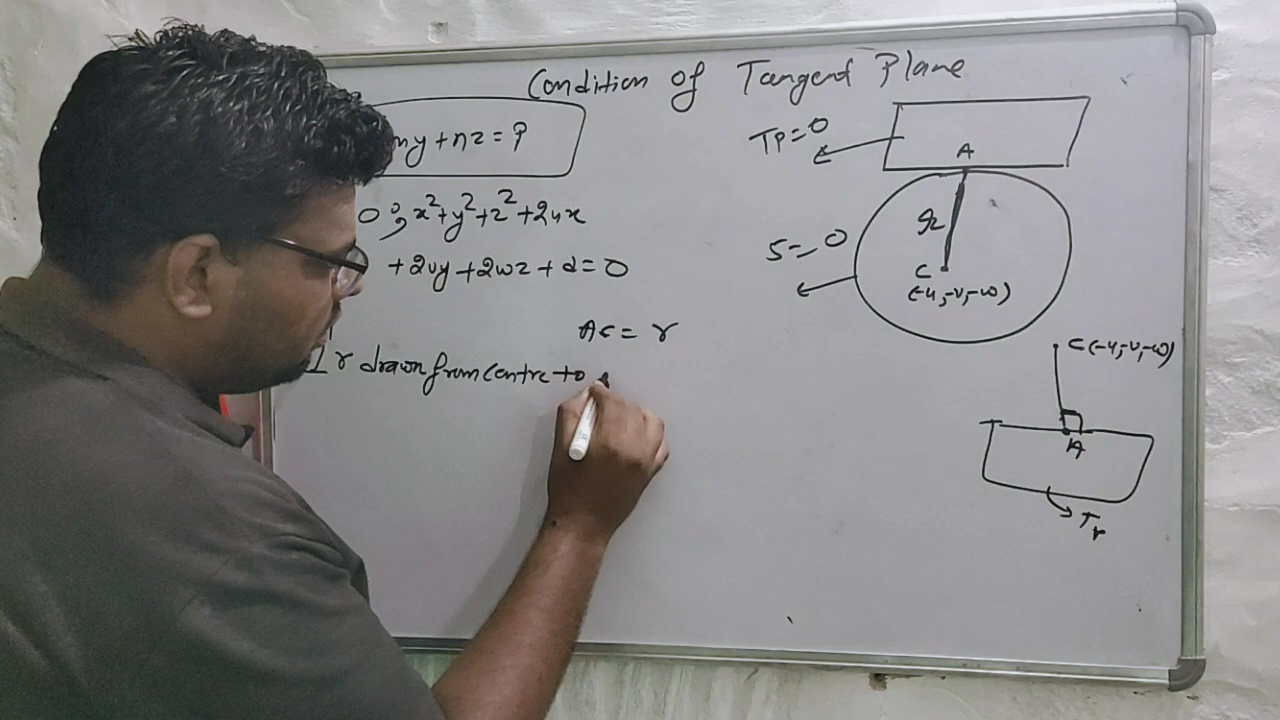 Condition of Tangent Plane
my + nz = P
0 ; x²+y²+z²+2ux
+2vy+2wz+d=0
AC = r
⊥r drawn from centre to
TP=0
A
S=0
r
C
(-u,-v,-w)
C(-u,-v,-w)
A